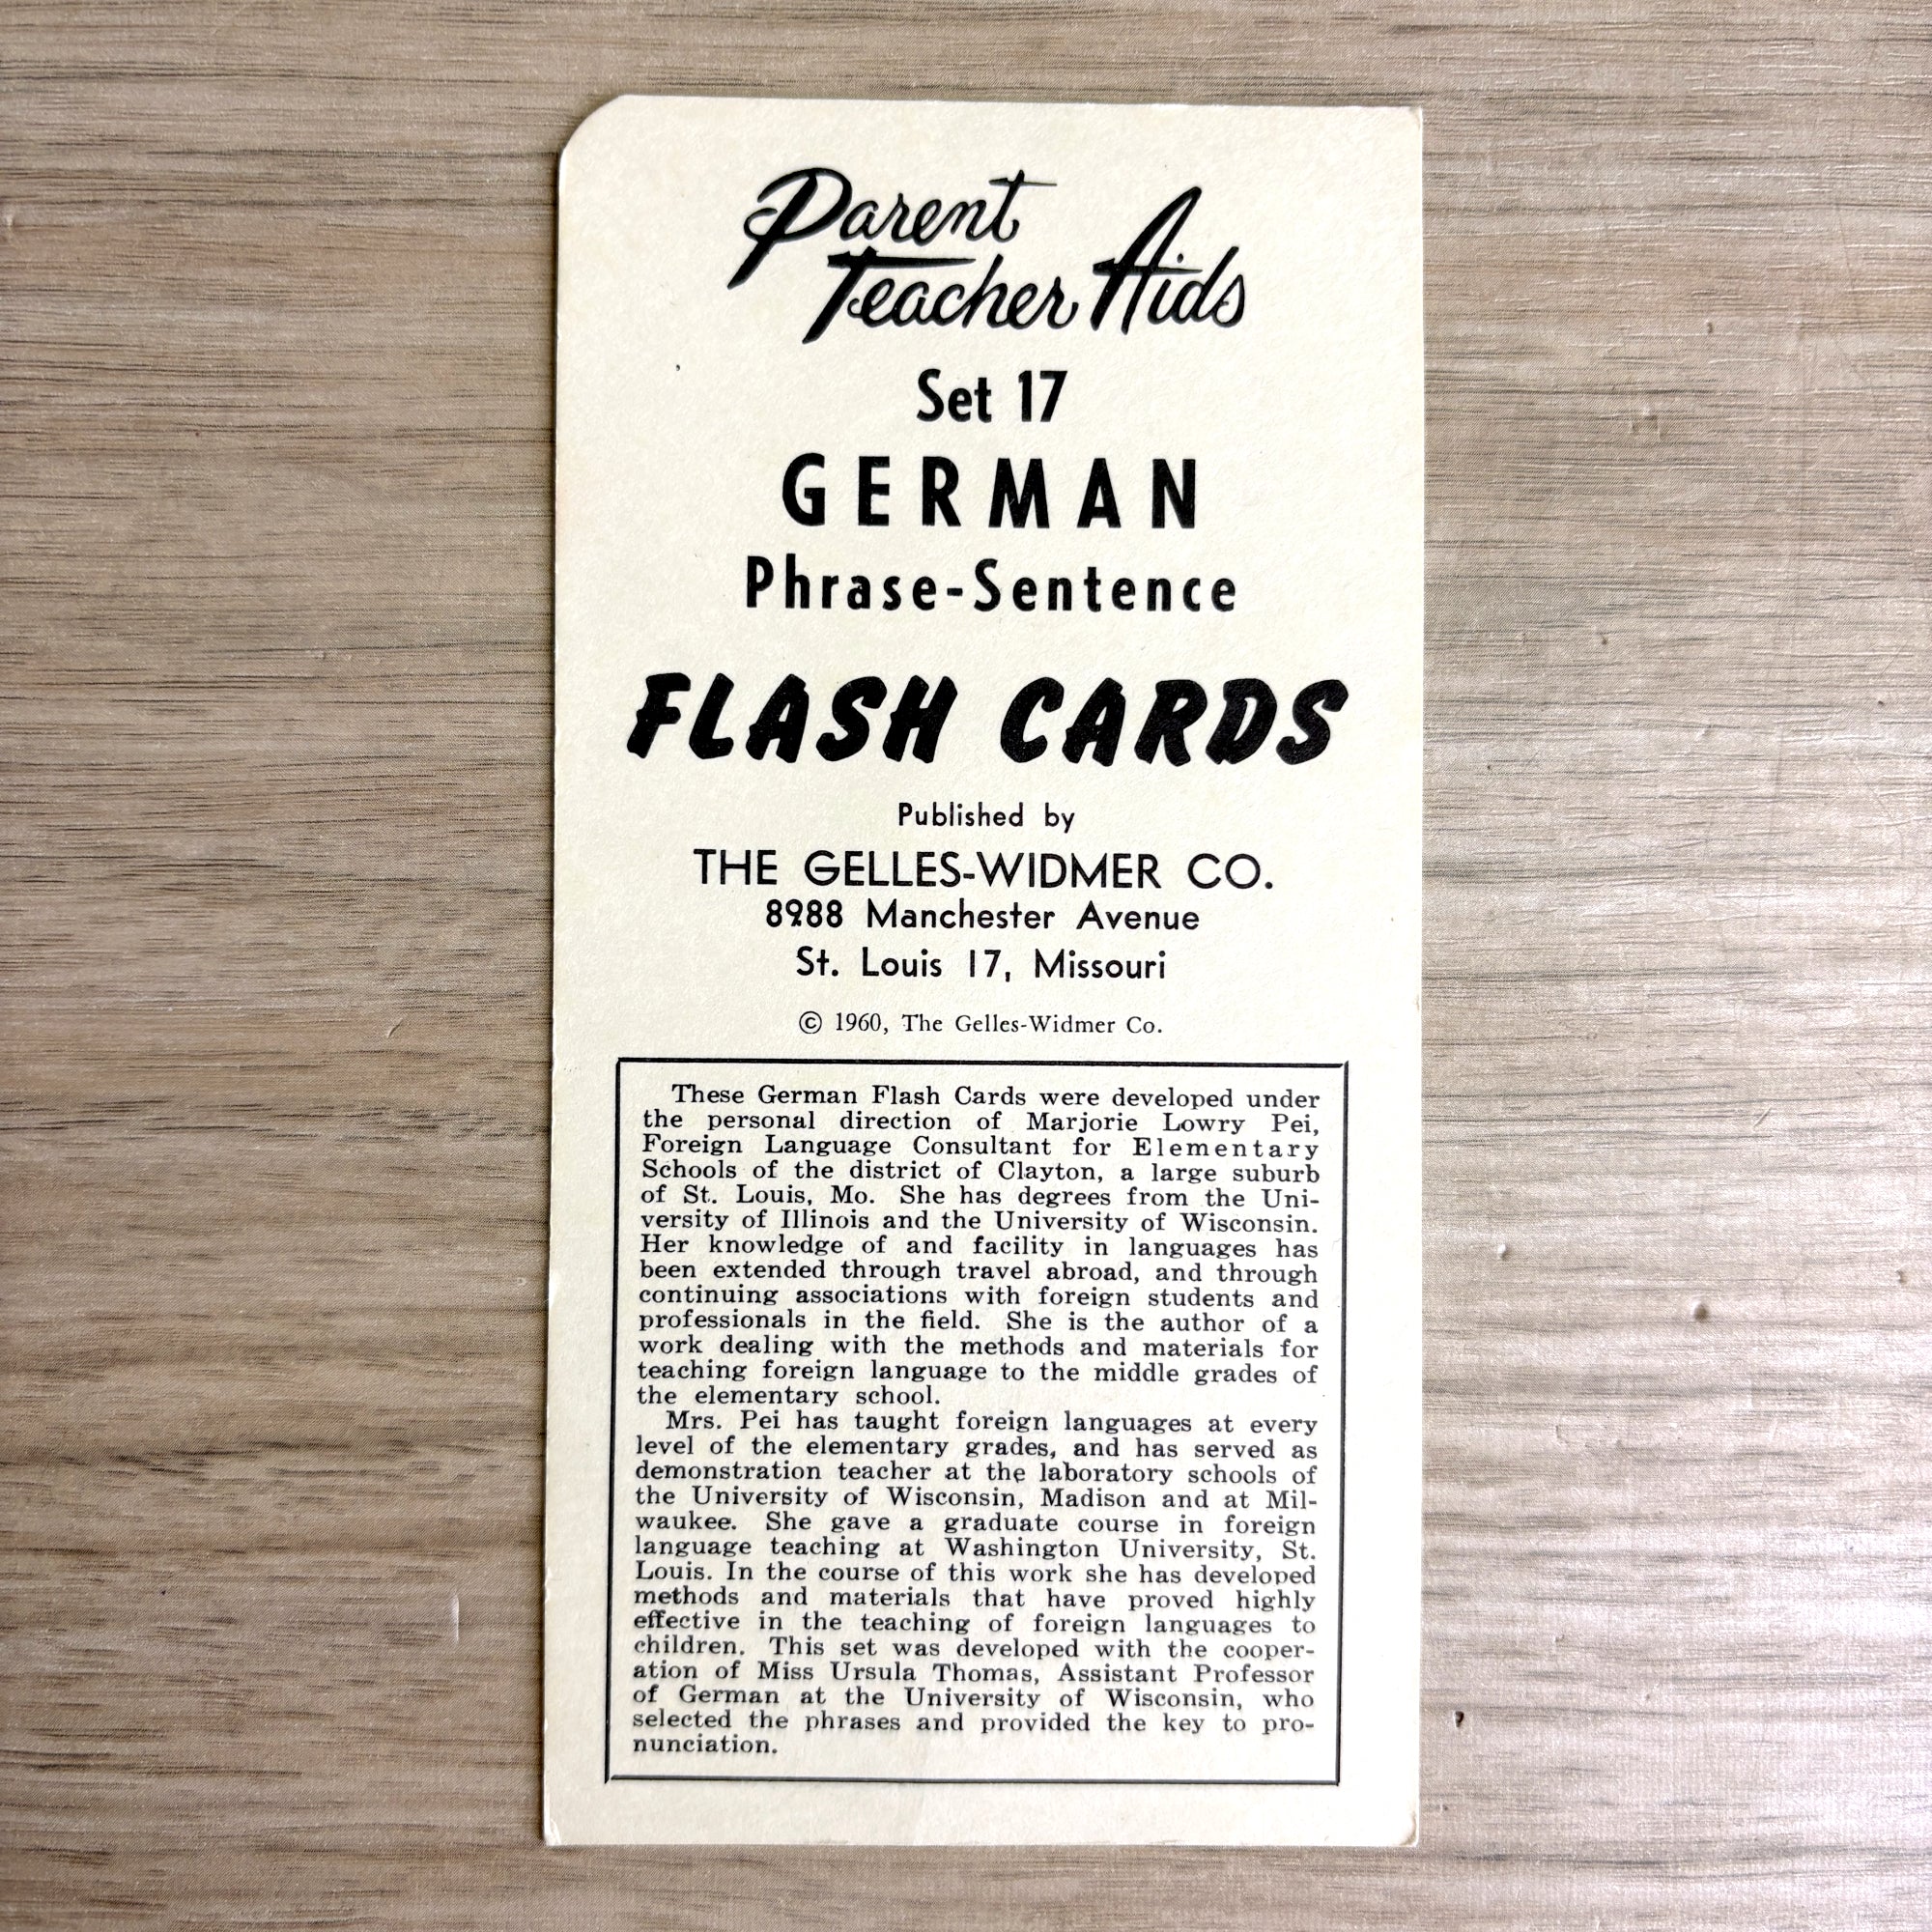 Parent
Teacher Aids
Set 17
GERMAN
Phrase-Sentence
FLASH CARDS
Published by
THE GELLES-WIDMER CO.
8988 Manchester Avenue
St. Louis 17, Missouri
© 1960, The Gelles-Widmer Co.
These German Flash Cards were developed under
the personal direction of Marjorie Lowry Pei,
Foreign Language Consultant for Elementary
Schools of the district of Clayton, a large suburb
of St. Louis, Mo. She has degrees from the Uni-
versity of Illinois and the University of Wisconsin.
Her knowledge of and facility in languages has
been extended through travel abroad, and through
continuing associations with foreign students and
professionals in the field. She is the author of a
work dealing with the methods and materials for
teaching foreign language to the middle grades of
the elementary school.
Mrs. Pei has taught foreign languages at every
level of the elementary grades, and has served as
demonstration teacher at the laboratory schools of
the University of Wisconsin, Madison and at Mil-
waukee. She gave a graduate course in foreign
language teaching at Washington University, St.
Louis. In the course of this work she has developed
methods and materials that have proved highly
effective in the teaching of foreign languages to
children. This set was developed with the cooper-
ation of Miss Ursula Thomas, Assistant Professor
of German at the University of Wisconsin, who
selected the phrases and provided the key to pro-
nunciation.